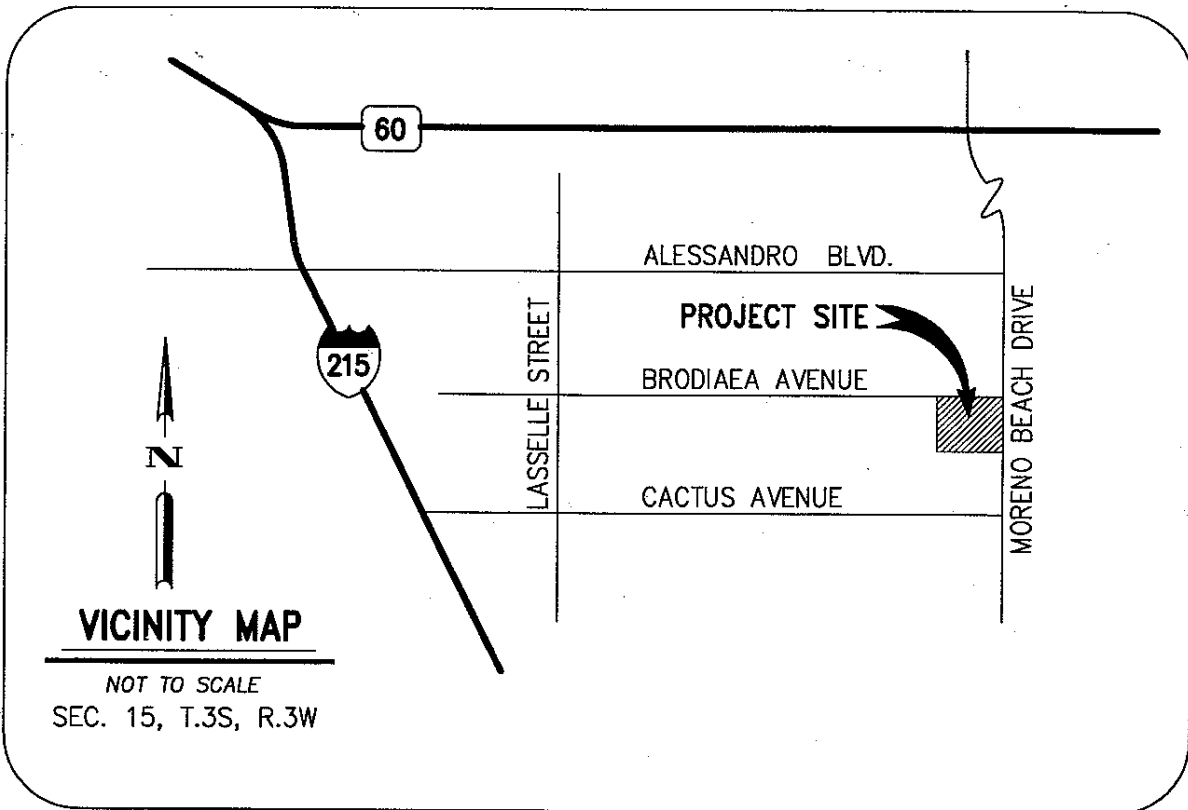 60
ALESSANDRO BLVD.
PROJECT SITE
215
BRODIAEA AVENUE
LASSELLE STREET
MORENO BEACH DRIVE
N
CACTUS AVENUE
VICINITY MAP
NOT TO SCALE
SEC. 15, T.3S, R.3W